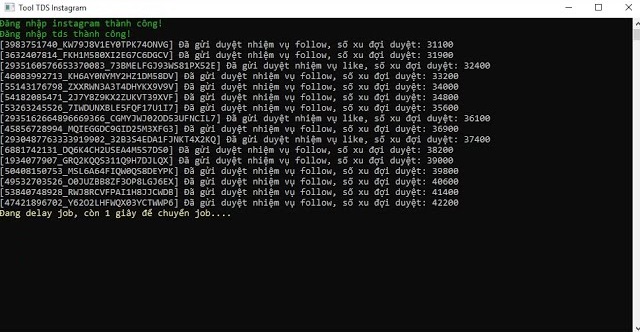 Tool TDS Instagram
Đăng nhập instagram thành công!
Đăng nhập tds thành công!
[3983751740_KW79J8V1EY0TPK74ONVG] Đã gửi duyệt nhiệm vụ follow, số xu đợi duyệt: 31100
[3632407814_FKH1M580XI2EG7C6DGCV] Đã gửi duyệt nhiệm vụ follow, số xu đợi duyệt: 31900
[2935160576653370083_73BMELFGJ93WS81PX52E] Đã gửi duyệt nhiệm vụ like, số xu đợi duyệt: 32400
[46083992713_KH6AY0NYMY2HZ1DM58DV] Đã gửi duyệt nhiệm vụ follow, số xu đợi duyệt: 33200
[55143176798_ZXXRWN3A3T4DHYKX9V9V] Đã gửi duyệt nhiệm vụ follow, số xu đợi duyệt: 34000
[54182085471_2J7Y8Z9KX2ZUKVT39XVF] Đã gửi duyệt nhiệm vụ follow, số xu đợi duyệt: 34800
[53263245526_7IWDUNXBLE5FQF17U1I7] Đã gửi duyệt nhiệm vụ follow, số xu đợi duyệt: 35600
[2935162664896669366_CGMYJWJ02OD53UFNCIL7] Đã gửi duyệt nhiệm vụ like, số xu đợi duyệt: 36100
[45856728994_MQIEGGDC9GID25M3XFG3] Đã gửi duyệt nhiệm vụ follow, số xu đợi duyệt: 36900
[2930487763333919902_32B3S4EDA1FJNKT4X2KQ] Đã gửi duyệt nhiệm vụ like, số xu đợi duyệt: 37400
[6881742131_DQ6K4CH2USEA4M557D50] Đã gửi duyệt nhiệm vụ follow, số xu đợi duyệt: 38200
[1934077907_GRQ2KQQS311Q9H7DJLQX] Đã gửi duyệt nhiệm vụ follow, số xu đợi duyệt: 39000
[50408150753_M5L6A64FIQW0QS8DEYPK] Đã gửi duyệt nhiệm vụ follow, số xu đợi duyệt: 39800
[49532703526_O0JUZBB8ZF3OP8LGJ6EX] Đã gửi duyệt nhiệm vụ follow, số xu đợi duyệt: 40600
[53840748928_RWJ8RCVFPAI1H8JJCWDB] Đã gửi duyệt nhiệm vụ follow, số xu đợi duyệt: 41400
[47421896702_Y62O2LHFWQX03YCTWWP6] Đã gửi duyệt nhiệm vụ follow, số xu đợi duyệt: 42200
Đang delay job, còn 1 giây để chuyển job....